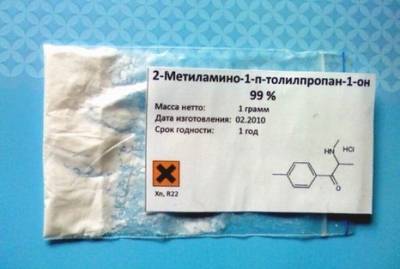 2-Метиламино-1-п-толилпропан-1-он
99 %
Масса нетто: 1 грамм
Дата изготовления: 02.2010
Срок годности: 1 год
Xn, R22
HN HCl
O